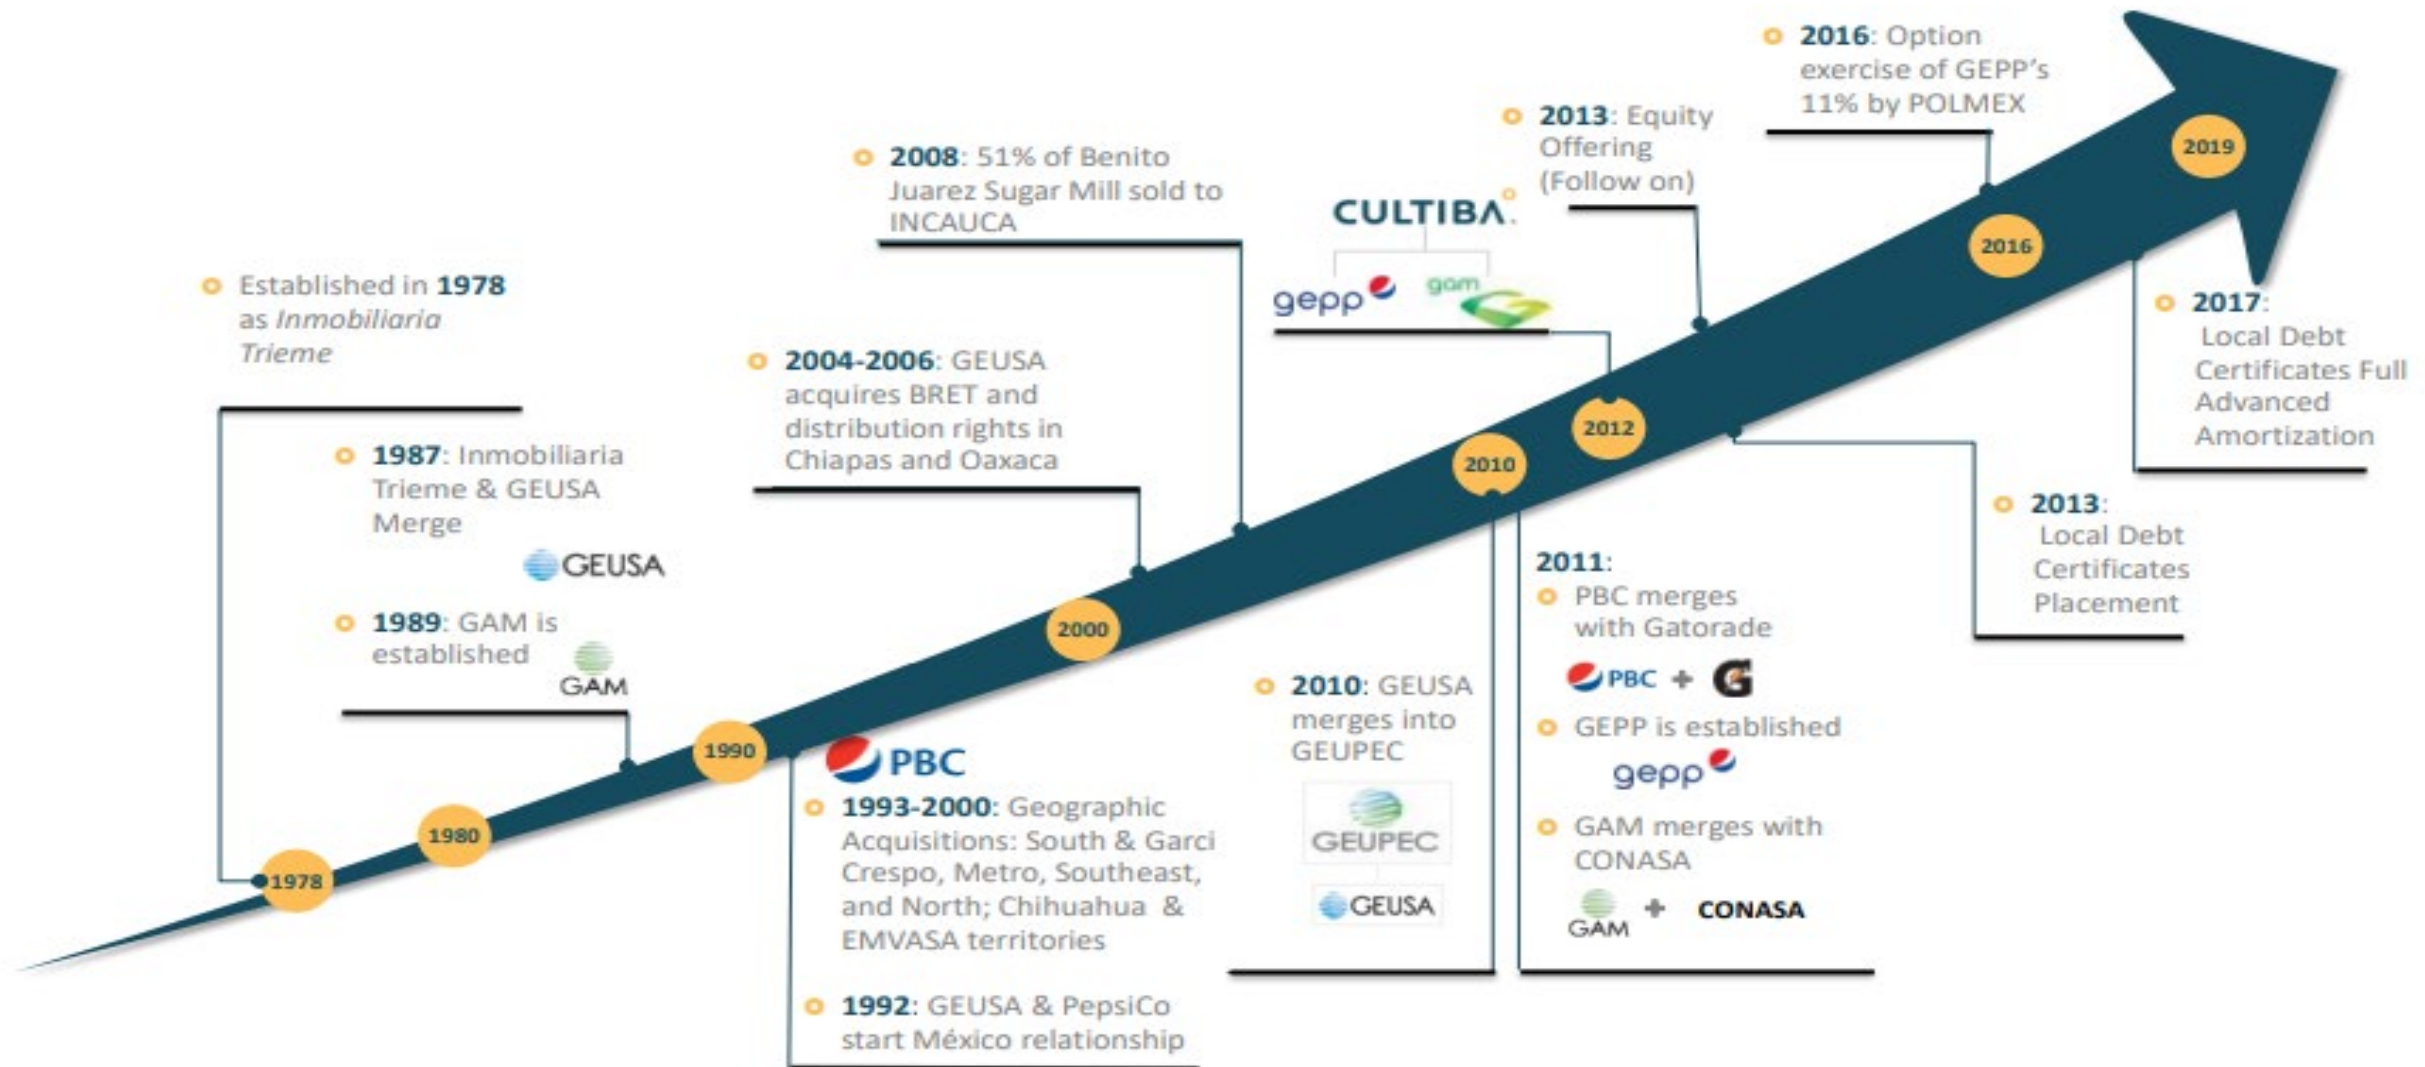 Established in 1978
as Inmobiliaria
Trieme
1978
1980
1987: Inmobiliaria
Trieme & GEUSA
Merge
GEUSA
1989: GAM is
established
GAM
1990
PBC
1993-2000: Geographic
Acquisitions: South & Garci
Crespo, Metro, Southeast,
and North; Chihuahua &
EMVASA territories
1992: GEUSA & PepsiCo
start México relationship
2000
2004-2006: GEUSA
acquires BRET and
distribution rights in
Chiapas and Oaxaca
2008: 51% of Benito
Juarez Sugar Mill sold to
INCAUCA
2010
2010: GEUSA
merges into
GEUPEC
GEUPEC
GEUSA
2011:
PBC merges
with Gatorade
PBC + G
GEPP is established
gepp
GAM merges with
CONASA
GAM + CONASA
2012
CULTIBA
gepp
gam
2013: Equity
Offering
(Follow on)
2013:
Local Debt
Certificates
Placement
2016: Option
exercise of GEPP's
11% by POLMEX
2016
2017:
Local Debt
Certificates Full
Advanced
Amortization
2019